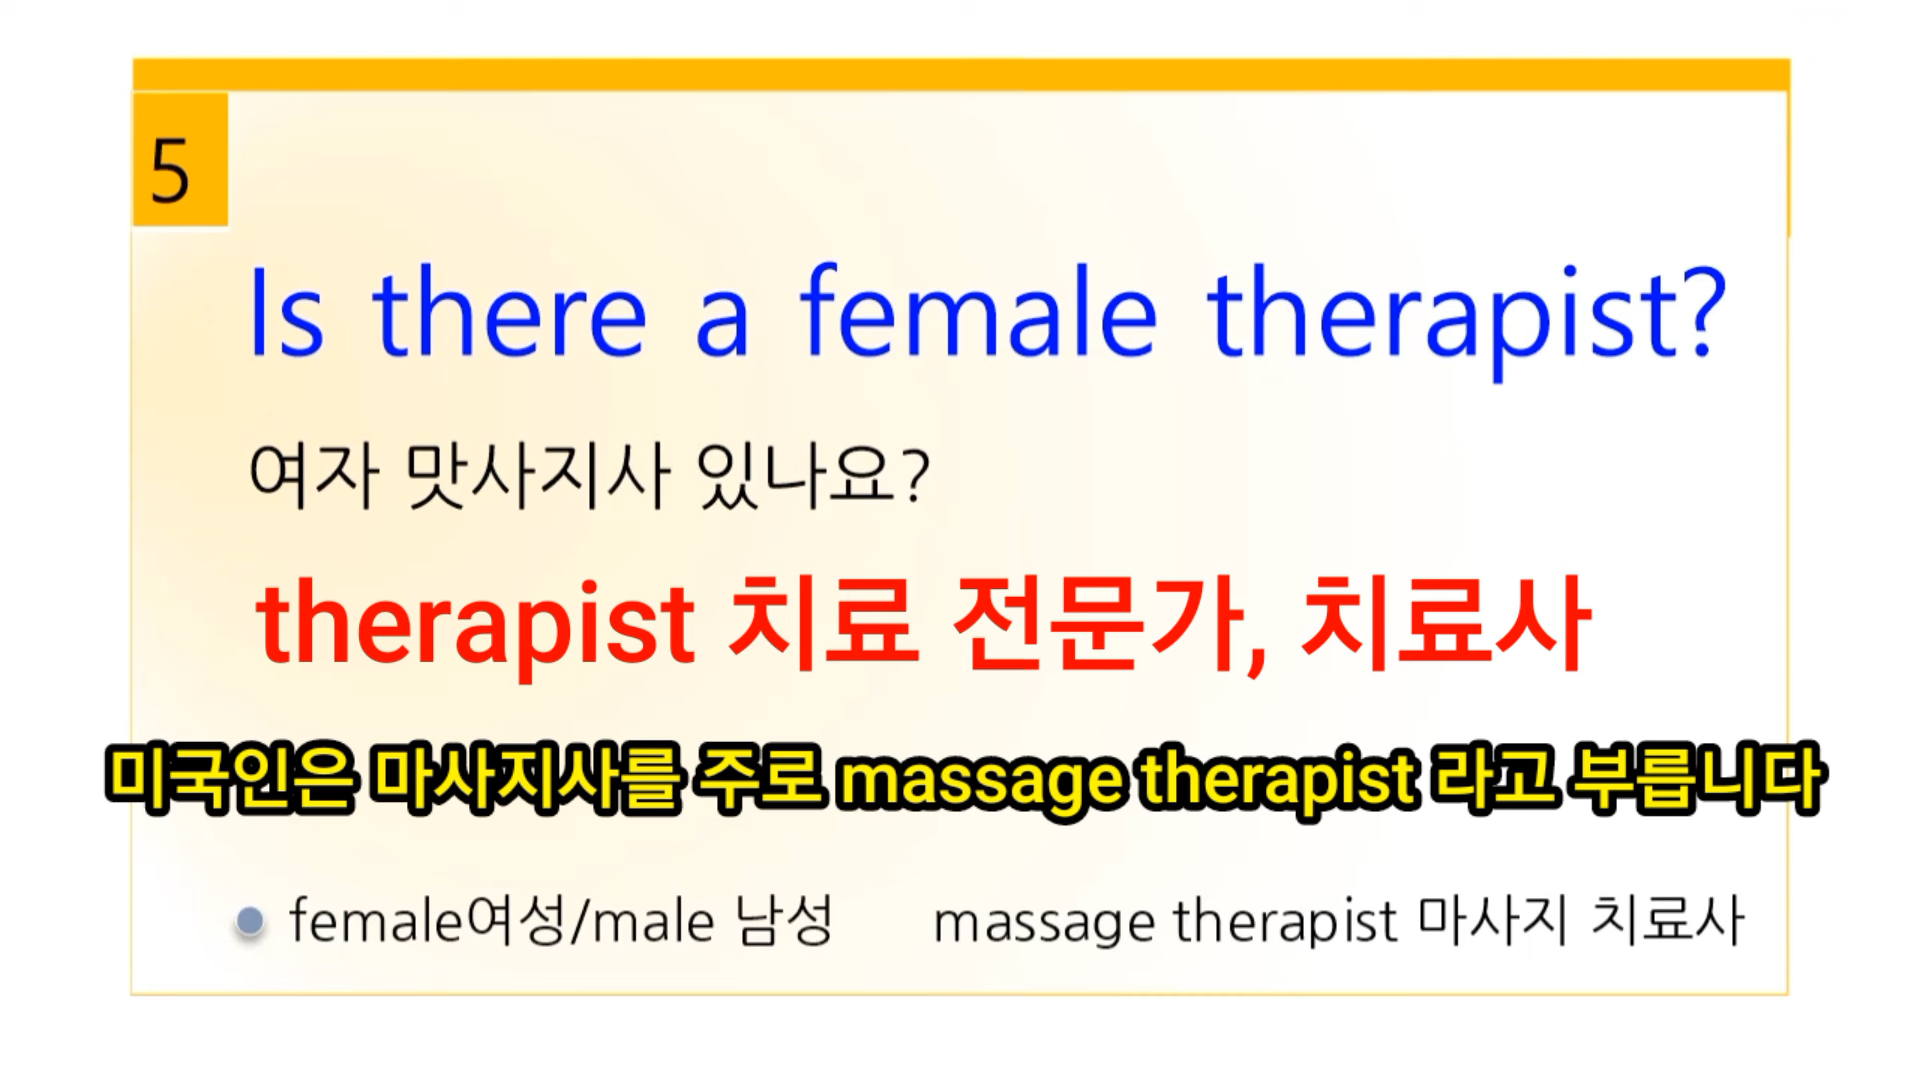 5
Is there a female therapist?
여자 맛사지사 있나요?
therapist 치료 전문가, 치료사
미국인은 마사지사를 주로 massage therapist 라고 부릅니다
female여성/male 남성 massage therapist 마사지 치료사